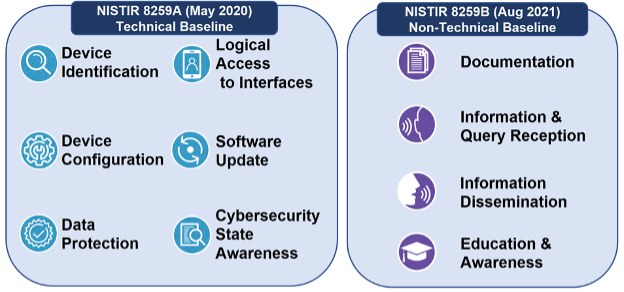 NISTIR 8259A (May 2020)
Technical Baseline
Device
Identification
Logical
Access
to Interfaces
Device
Configuration
Software
Update
Data
Protection
Cybersecurity
State
Awareness
NISTIR 8259B (Aug 2021)
Non-Technical Baseline
Documentation
Information &
Query Reception
Information
Dissemination
Education &
Awareness